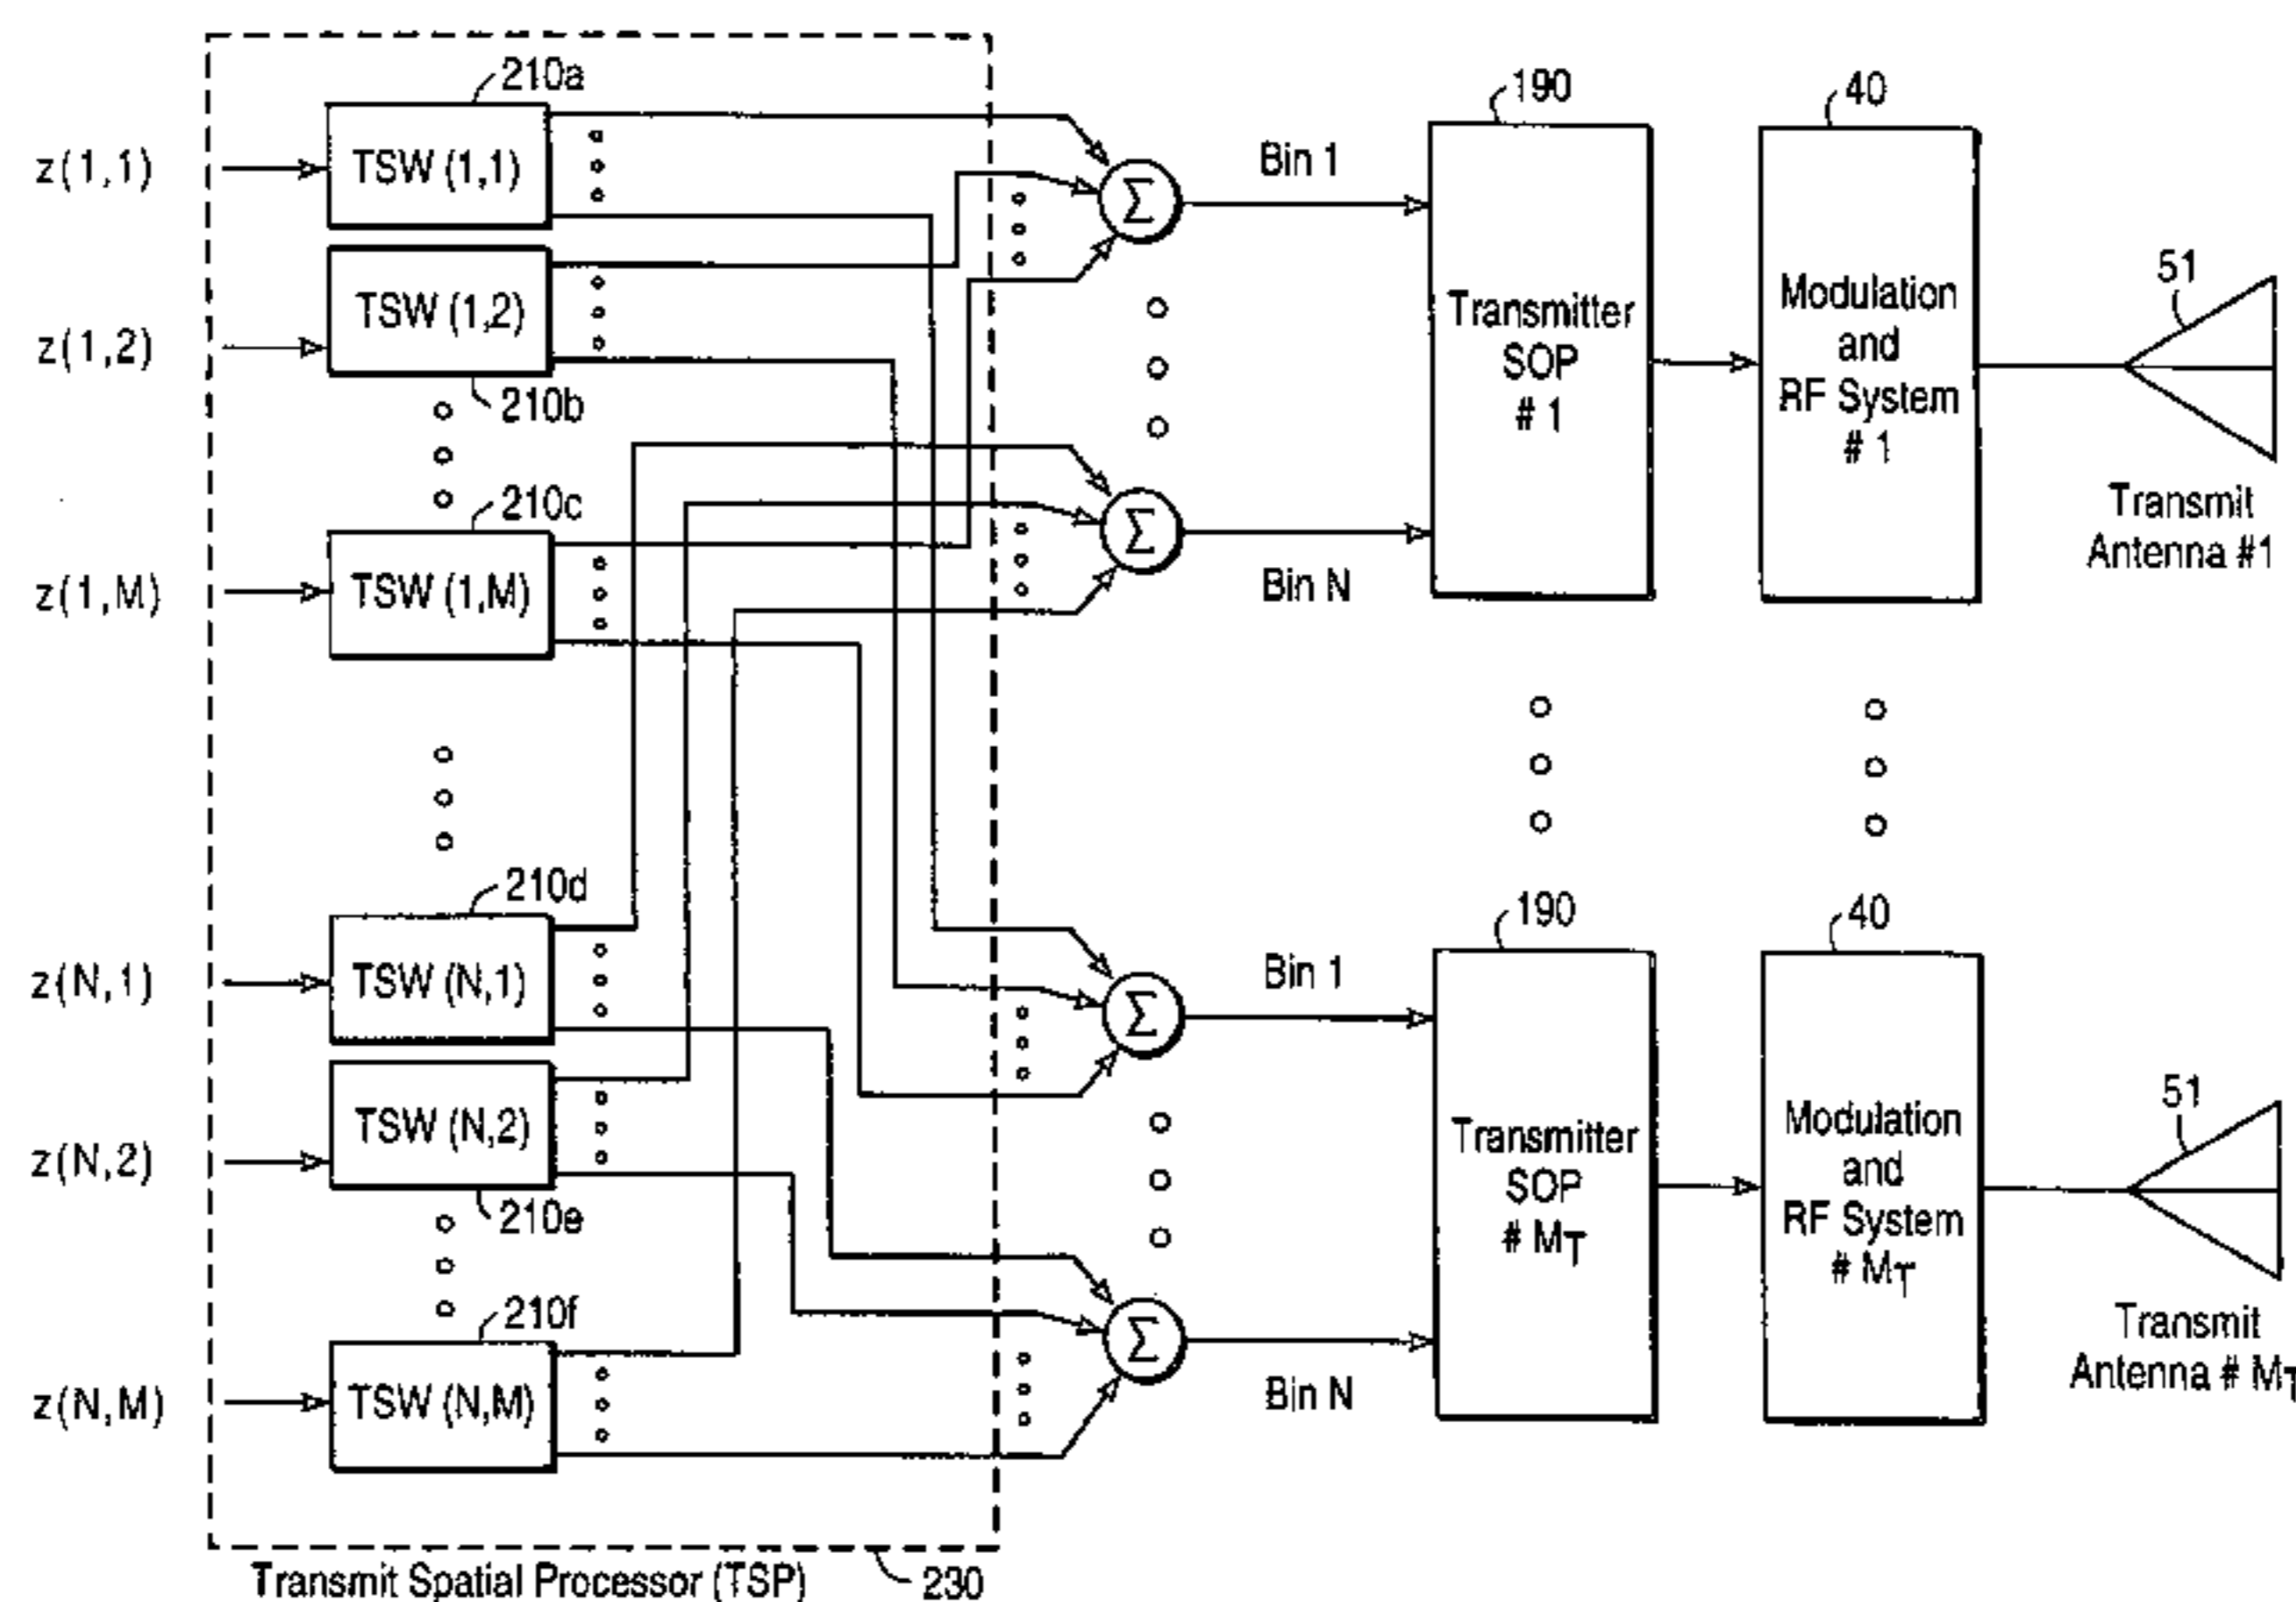 210a
190
40
z(1,1)
TSW (1,1)
Σ
Bin 1
z(1,2)
TSW (1,2)
210b
Transmitter
SOP
# 1
Modulation
and
RF System
# 1
51
Transmit
Antenna #1
210c
z(1,M)
TSW (1,M)
Σ
Bin N
210d
190
40
z(N,1)
TSW (N,1)
Σ
Bin 1
z(N,2)
TSW (N,2)
210e
Transmitter
SOP
# MT
Modulation
and
RF System
# MT
51
Transmit
Antenna # MT
210f
z(N,M)
TSW (N,M)
Σ
Bin N
Transmit Spatial Processor (TSP)
230